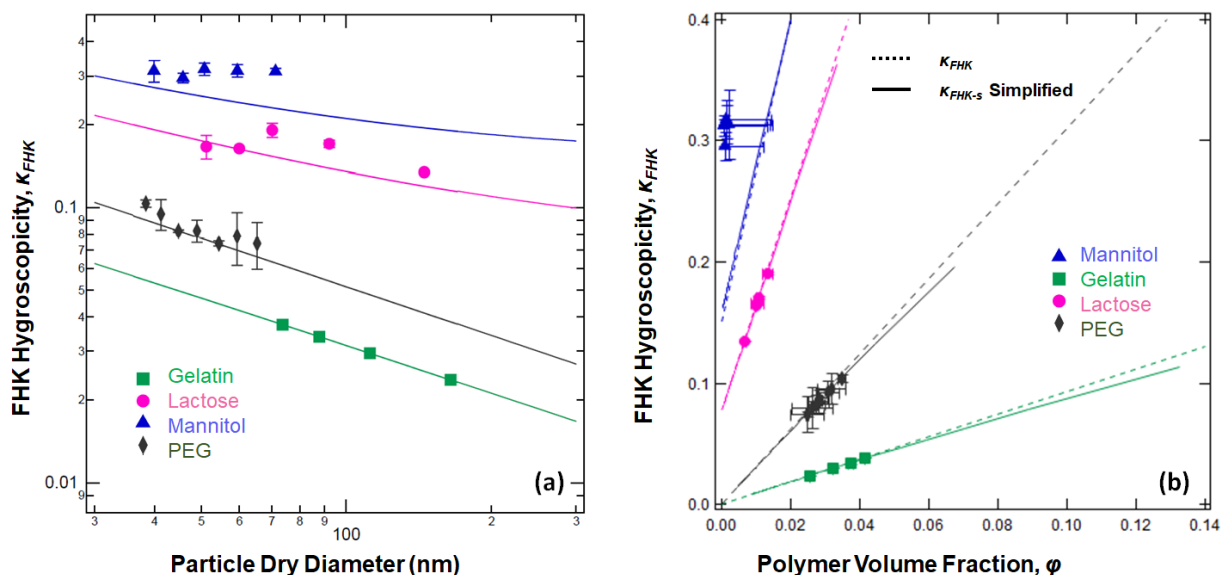 FHK Hygroscopicity, κFHK
4
3
2
0.1
9
8
7
6
5
4
3
2
0.01
9
8
3 4 5 6 7 8 9 100 2 3
Particle Dry Diameter (nm)
Gelatin
Lactose
Mannitol
PEG
(a)
FHK Hygroscopicity, κFHK
0.4
0.3
0.2
0.1
0.0
0.00 0.02 0.04 0.06 0.08 0.10 0.12 0.14
Polymer Volume Fraction, φ
κFHK
κFHK-s Simplified
Mannitol
Gelatin
Lactose
PEG
(b)